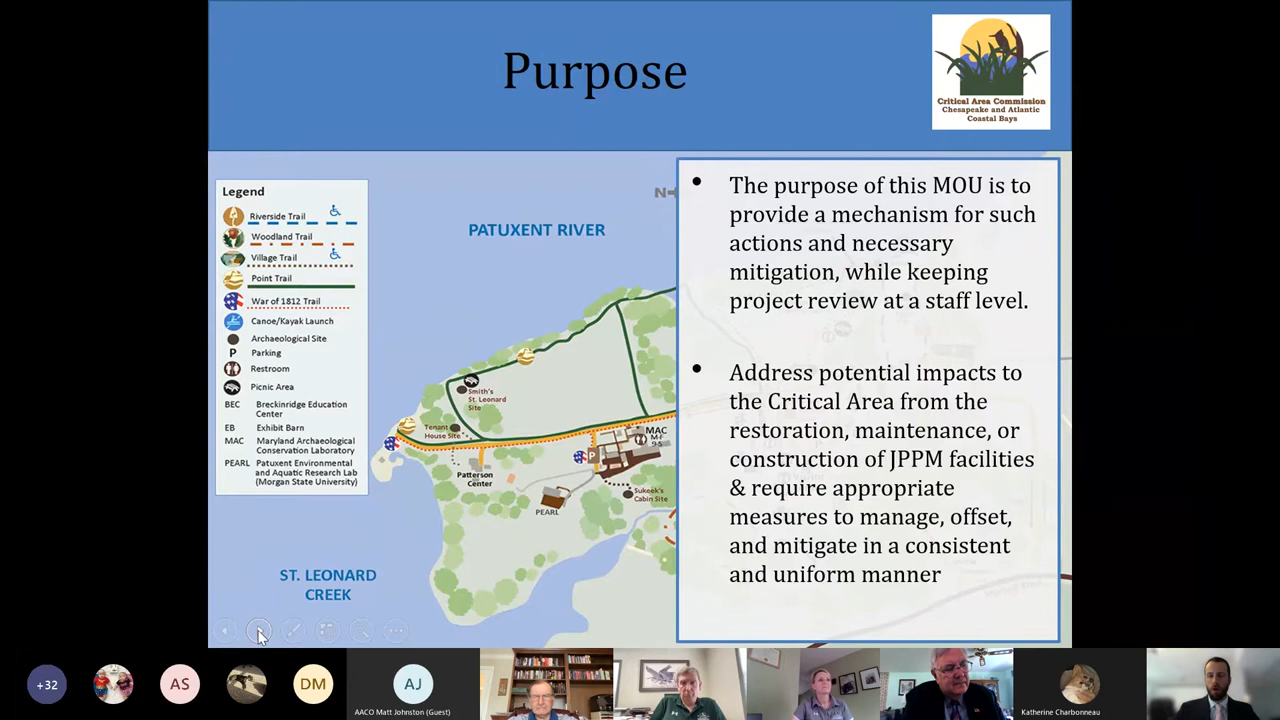 Purpose
Critical Area Commission
Chesapeake and Atlantic
Coastal Bays
Legend
Riverside Trail
Woodland Trail
Village Trail
Point Trail
War of 1812 Trail
Canoe/Kayak Launch
Archaeological Site
P Parking
Restroom
Picnic Area
BEC Breckinridge Education
Center
EB Exhibit Barn
MAC Maryland Archaeological
Conservation Laboratory
PEARL Patuxent Environmental
and Aquatic Research Lab
(Morgan State University)
N
PATUXENT RIVER
Smith's
St. Leonard
Site
Tenant
House Site
MAC
M-F
9-5
P
Patterson
Center
Sukeek's
Cabin Site
PEARL
ST. LEONARD
CREEK
• The purpose of this MOU is to
provide a mechanism for such
actions and necessary
mitigation, while keeping
project review at a staff level.
• Address potential impacts to
the Critical Area from the
restoration, maintenance, or
construction of JPPM facilities
& require appropriate
measures to manage, offset,
and mitigate in a consistent
and uniform manner
+32
AS
DM
AJ
AACO Matt Johnston (Guest)
Katherine Charbonneau